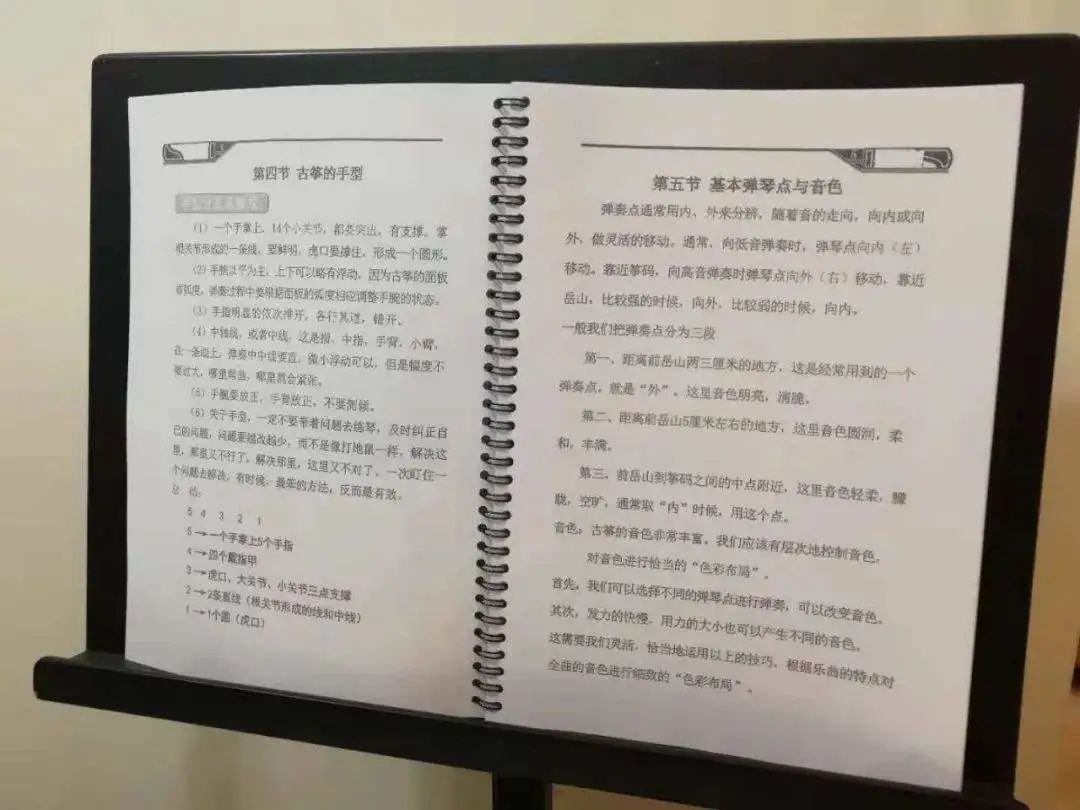 第四节 古筝的手型
（1）一个手掌上，14个小关节，都要突出，有支撑，掌
相关节形成的一条线，要鲜明，虎口要撑住，形成一个圆形。
（2）手腕以平为主，上下可以略有浮动，因为古筝的面板
有弧度，弹奏过程中要根据面板的弧度相应调整手腕的状态。
（3）手指明显的依次排开，各行其道，错开。
（4）中轴线，或者中线，这是指、中指、手背、小臂，
在一条线上，弹奏中中线要直，微小浮动可以，但是幅度不
要过大，哪里弯曲，哪里就会紧张。
（5）手腕要放正，手臂放正，不要测倾。
（6）关于手型，一定不要带着问题去练琴，及时纠正自
己的问题，问题要越改越少，而不是像打地鼠一样，解决这
里，那里又不行了，解决那里，这里又不对了。一次盯住一
个问题去解决，有时候，最笨的方法，反而最有效。
总 结：
5 4 3 2 1
5→一个手掌上5个手指
4→四个戴指甲
3→虎口、大关节、小关节三点支撑
2→2条直线（根关节形成的线和中线）
1→1个圆（虎口）
第五节 基本弹琴点与音色
弹奏点通常用内、外来分辨，随着音的走向，向内或向
外，做灵活的移动。通常，向低音弹奏时，弹琴点向内（左）
移动。靠近筝码，向高音弹奏时弹琴点向外（右）移动，靠近
岳山。比较强的时候，向外，比较弱的时候，向内。
一般我们把弹奏点分为三段
第一、距离前岳山两三厘米的地方，这是经常用到的一个
弹奏点。就是“外”。这里音色明亮，清脆。
第二、距离前岳山5厘米左右的地方，这里音色圆润，柔
和，丰满。
第三、前岳山到筝码之间的中点附近，这里音色轻柔，朦
胧，空旷，通常取“内”时候，用这个点。
音色：古筝的音色非常丰富，我们应该有层次地控制音色，
对音色进行恰当的“色彩布局”。
首先，我们可以选择不同的弹琴点进行弹奏，可以改变音色。
其次，发力的快慢，用力的大小也可以产生不同的音色。
这需要我们灵活，恰当地运用以上的技巧，根据乐曲的特点对
全曲的音色进行细致的“色彩布局”。